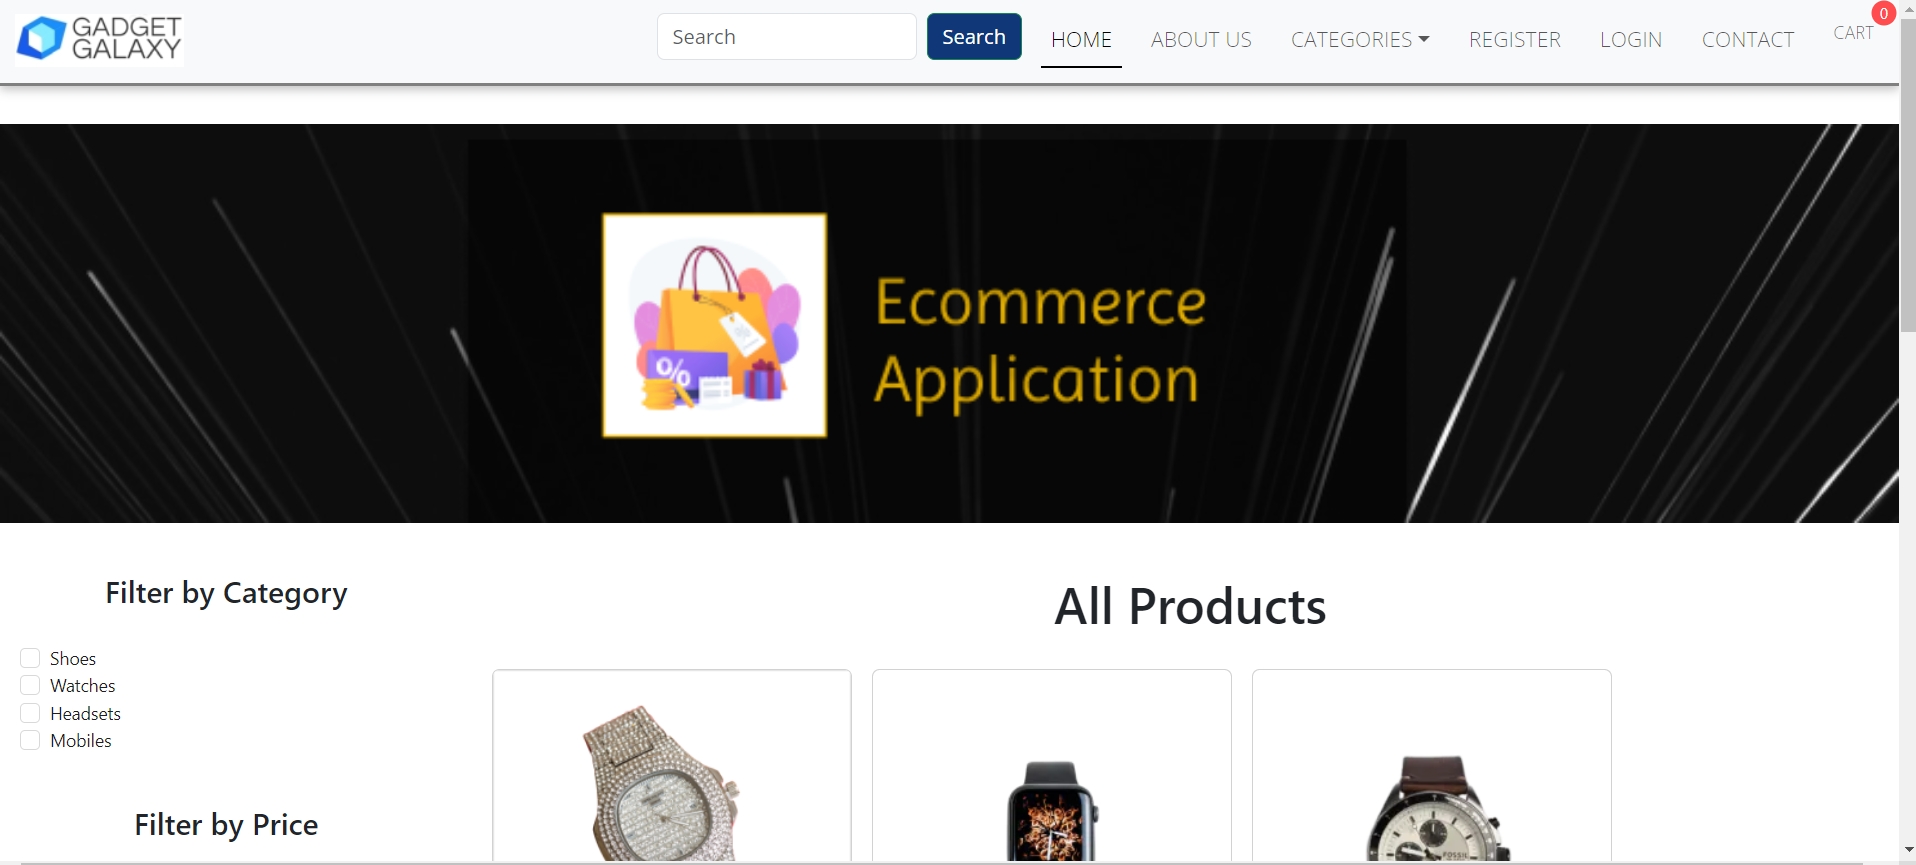 GADGET
GALAXY
Search
Search
HOME
ABOUT US
CATEGORIES
REGISTER
LOGIN
CONTACT
CART
0
%
Ecommerce
Application
Filter by Category
Shoes
Watches
Headsets
Mobiles
Filter by Price
All Products
FOSSIL